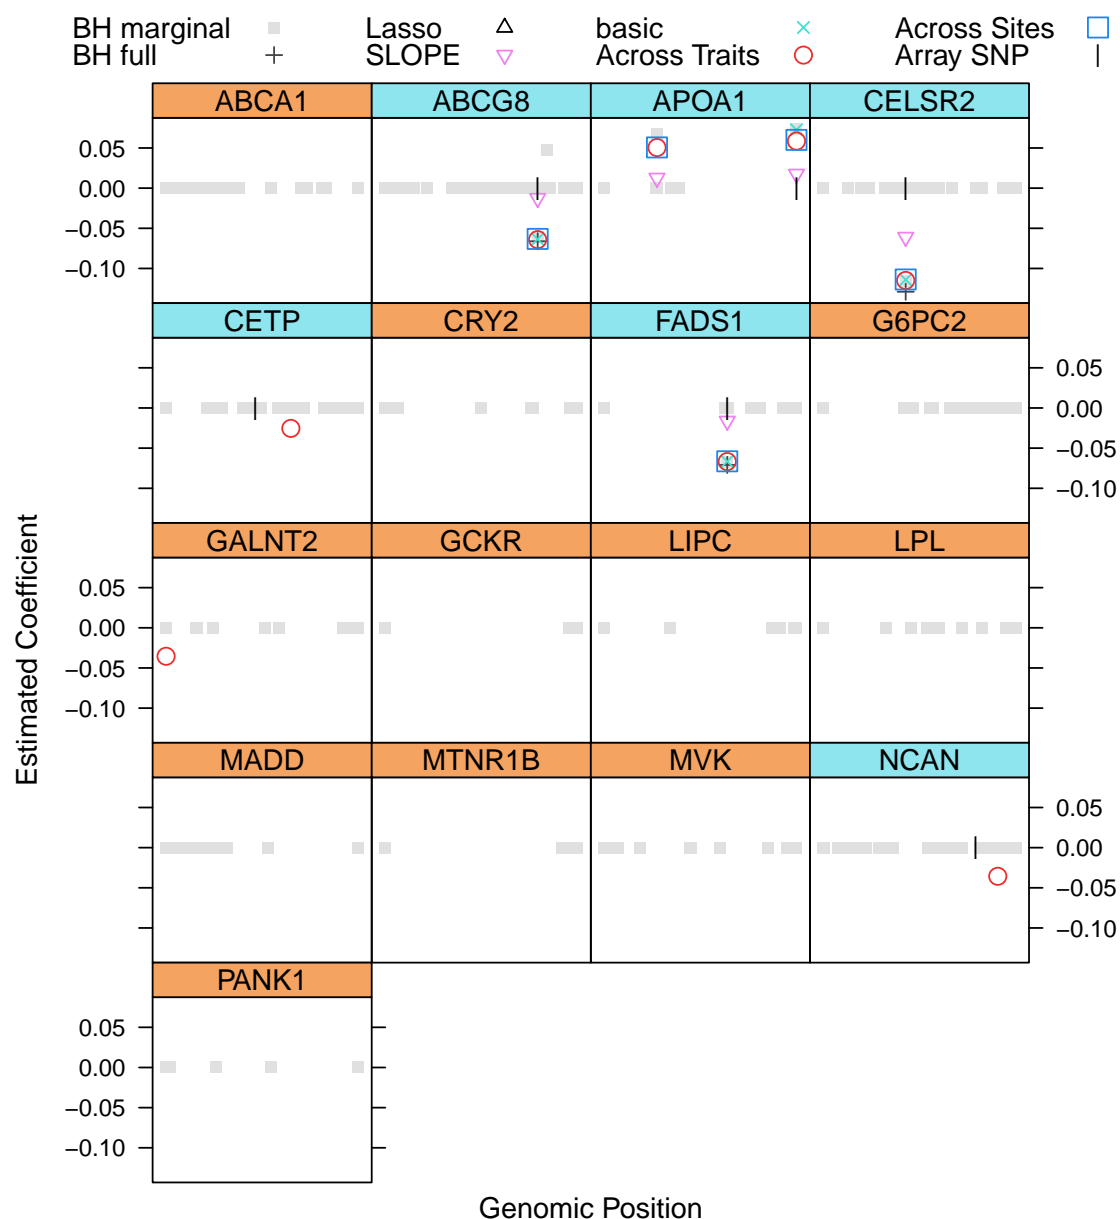 BH marginal Lasso basic Across Sites
BH full SLOPE Across Traits Array SNP
ABCA1 ABCG8 APOA1 CELSR2
0.05
0.00
−0.05
−0.10
CETP CRY2 FADS1 G6PC2
0.05
0.00
−0.05
−0.10
GALNT2 GCKR LIPC LPL
0.05
0.00
−0.05
−0.10
MADD MTNR1B MVK NCAN
0.05
0.00
−0.05
−0.10
PANK1
0.05
0.00
−0.05
−0.10
Estimated Coefficient
Genomic Position